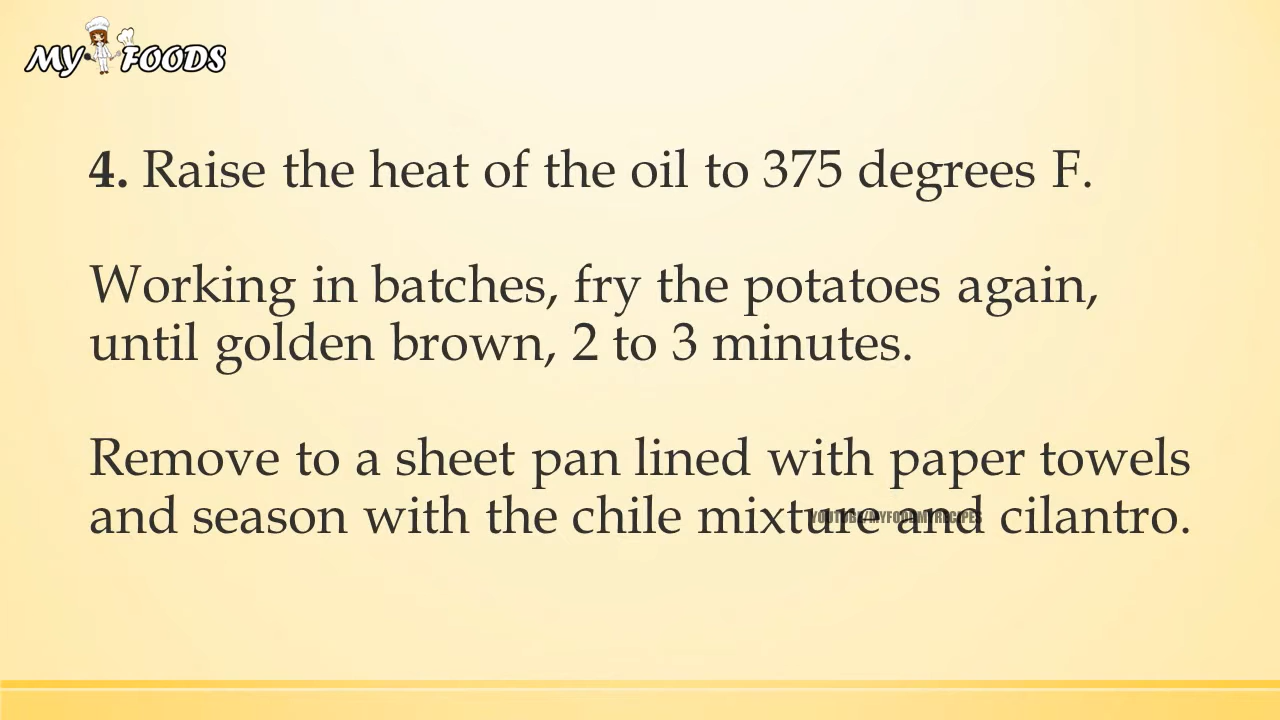 MY FOODS
4. Raise the heat of the oil to 375 degrees F.
Working in batches, fry the potatoes again,
until golden brown, 2 to 3 minutes.
Remove to a sheet pan lined with paper towels
and season with the chile mixture and cilantro.